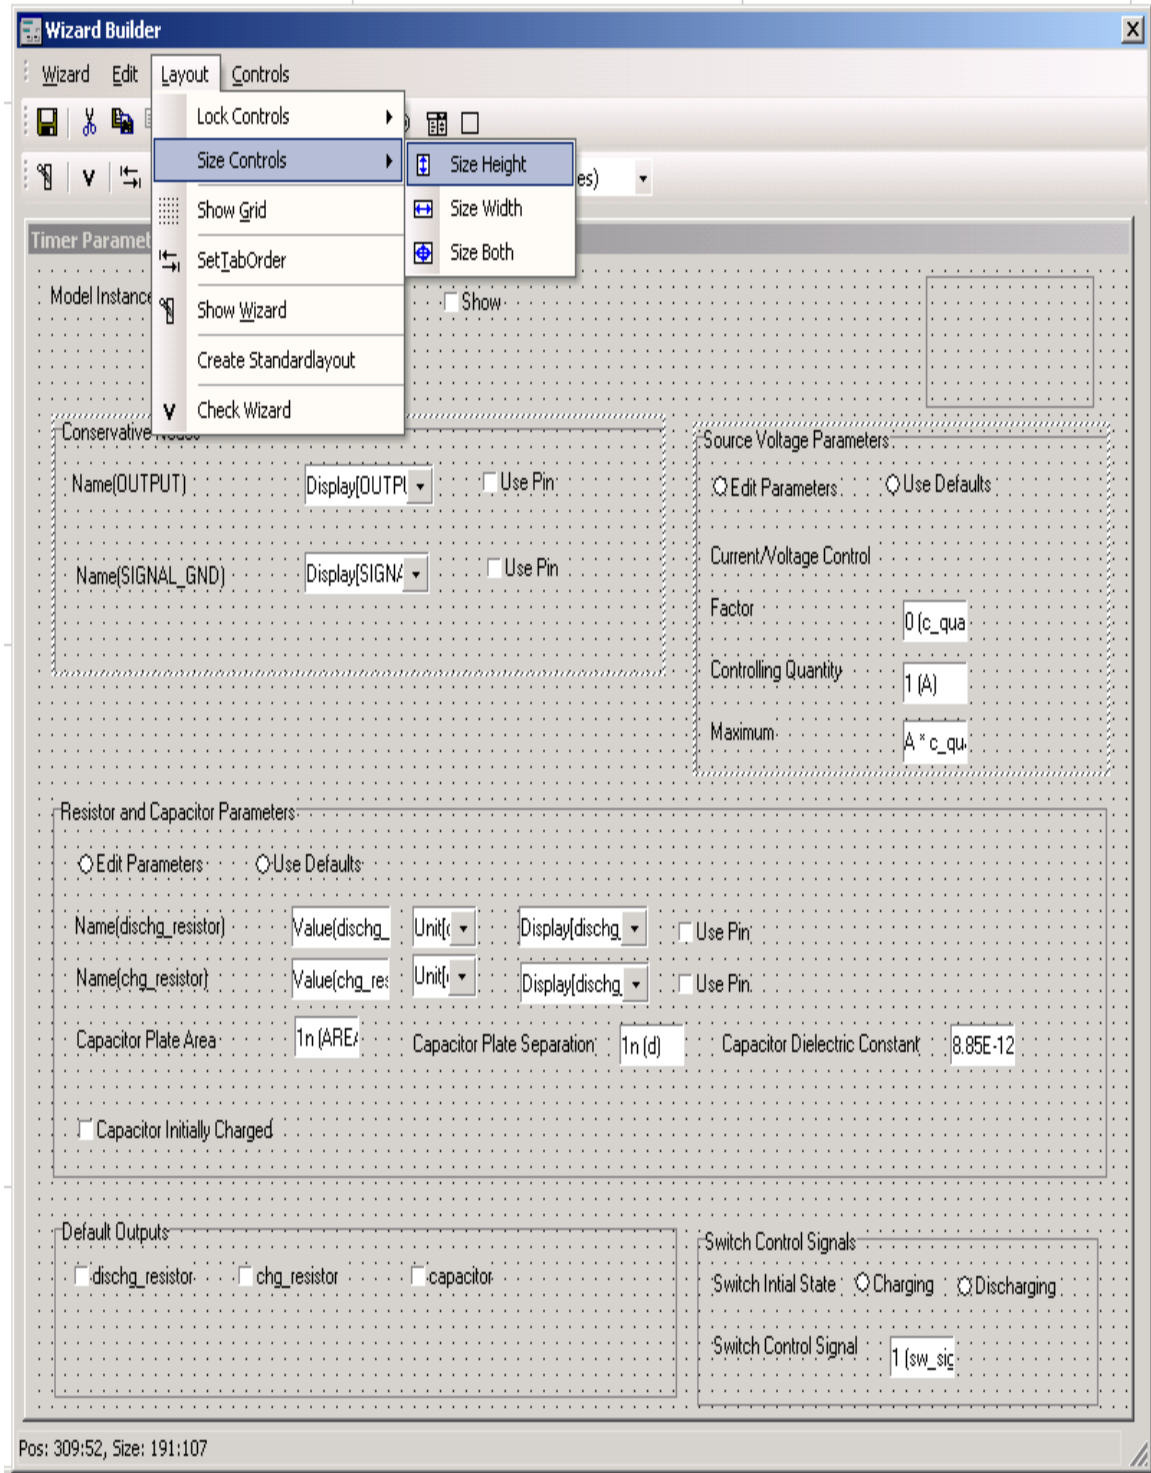 Wizard Builder
Wizard Edit Layout Controls
Lock Controls
Size Controls
Size Height
es)
Size Width
Show Grid
Timer Paramet
Size Both
SetTabOrder
Model Instance
Show
Show Wizard
Create Standardlayout
Check Wizard
Conservative Nodes
Name(OUTPUT) Display[OUTPU Use Pin
Name(SIGNAL_GND) Display[SIGNA Use Pin
Source Voltage Parameters
Edit Parameters Use Defaults
Current/Voltage Control
Factor 0 (c_qua
Controlling Quantity 1 (A)
Maximum A * c_qu
Resistor and Capacitor Parameters
Edit Parameters Use Defaults
Name(dischg_resistor) Value(dischg_ Unit[ Display[dischg_ Use Pin
Name(chg_resistor) Value(chg_res Unit[ Display[dischg_ Use Pin
Capacitor Plate Area 1n (AREA Capacitor Plate Separation 1n (d) Capacitor Dielectric Constant 8.85E-12
Capacitor Initially Charged
Default Outputs
dischg_resistor chg_resistor capacitor
Switch Control Signals
Switch Intial State Charging Discharging
Switch Control Signal 1 (sw_sig
Pos: 309:52, Size: 191:107